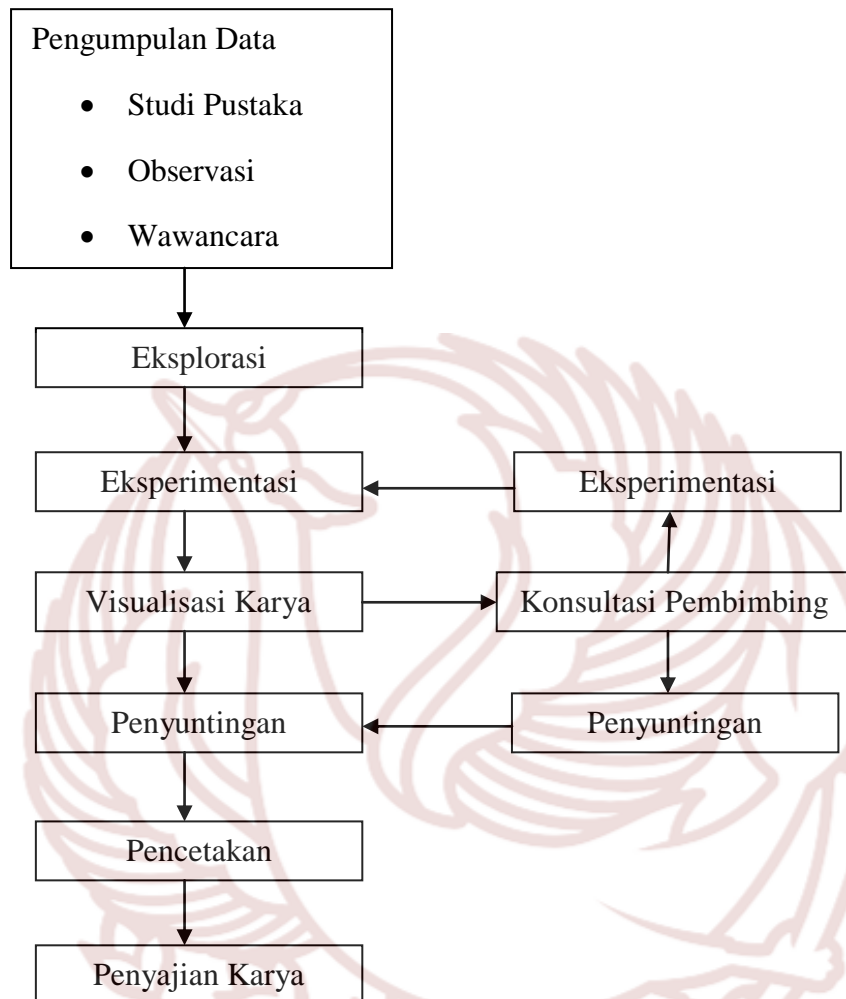 Pengumpulan Data
• Studi Pustaka
• Observasi
• Wawancara
Eksplorasi
Eksperimentasi
Eksperimentasi
Visualisasi Karya
Konsultasi Pembimbing
Penyuntingan
Penyuntingan
Pencetakan
Penyajian Karya